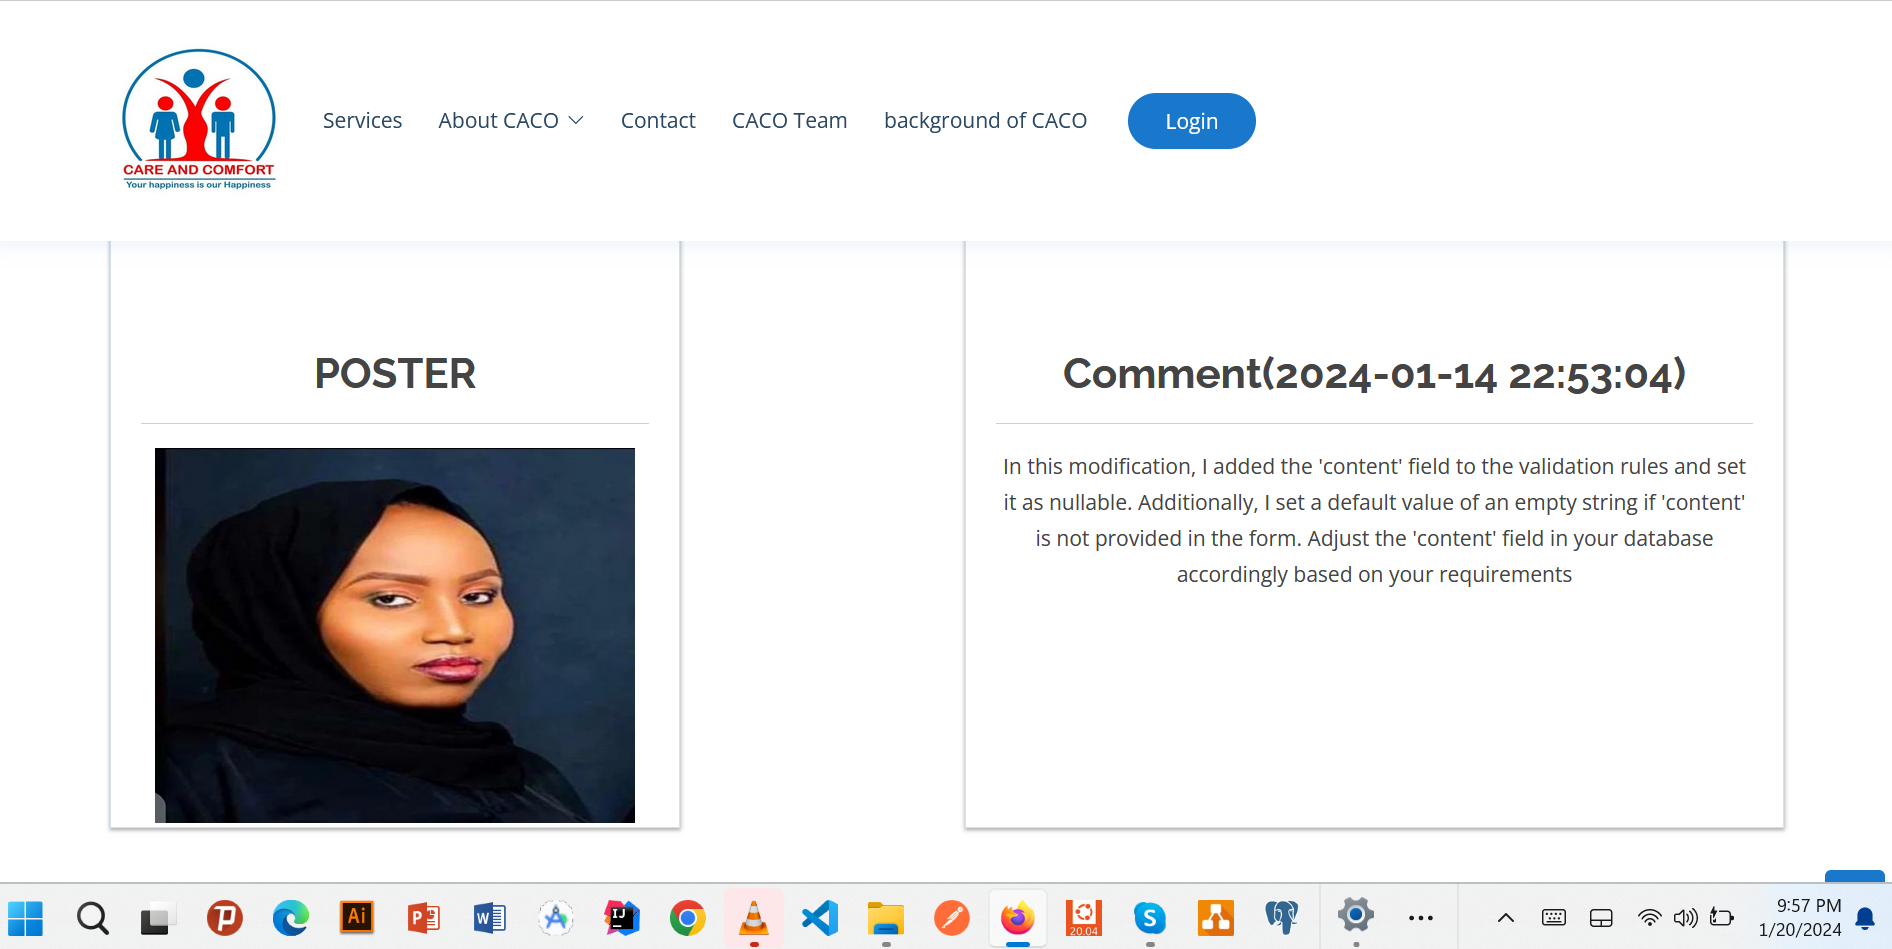 CARE AND COMFORT
Your happiness is our Happiness
Services
About CACO
Contact
CACO Team
background of CACO
Login
POSTER
Comment(2024-01-14 22:53:04)
In this modification, I added the 'content' field to the validation rules and set
it as nullable. Additionally, I set a default value of an empty string if 'content'
is not provided in the form. Adjust the 'content' field in your database
accordingly based on your requirements
Ai
P
W
IJ
20.04
S
9:57 PM
1/20/2024